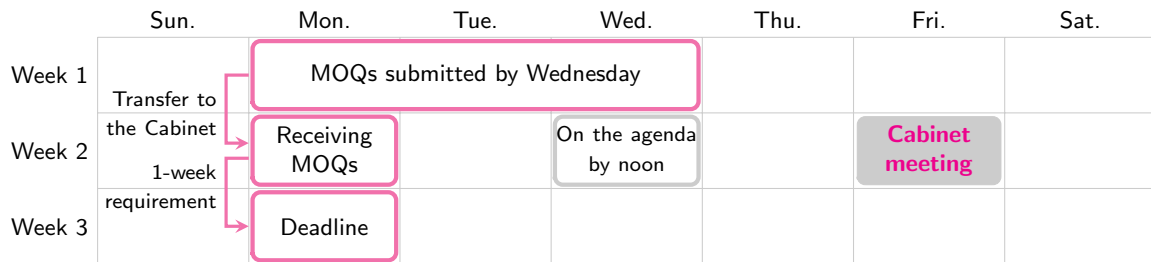 Sun. Mon. Tue. Wed. Thu. Fri. Sat.
Week 1
MOQs submitted by Wednesday
Transfer to
the Cabinet
Week 2
Receiving
MOQs
On the agenda
by noon
Cabinet
meeting
1-week
requirement
Week 3
Deadline